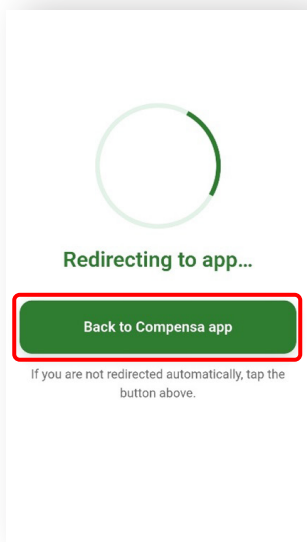 Redirecting to app...
Back to Compensa app
If you are not redirected automatically, tap the
button above.